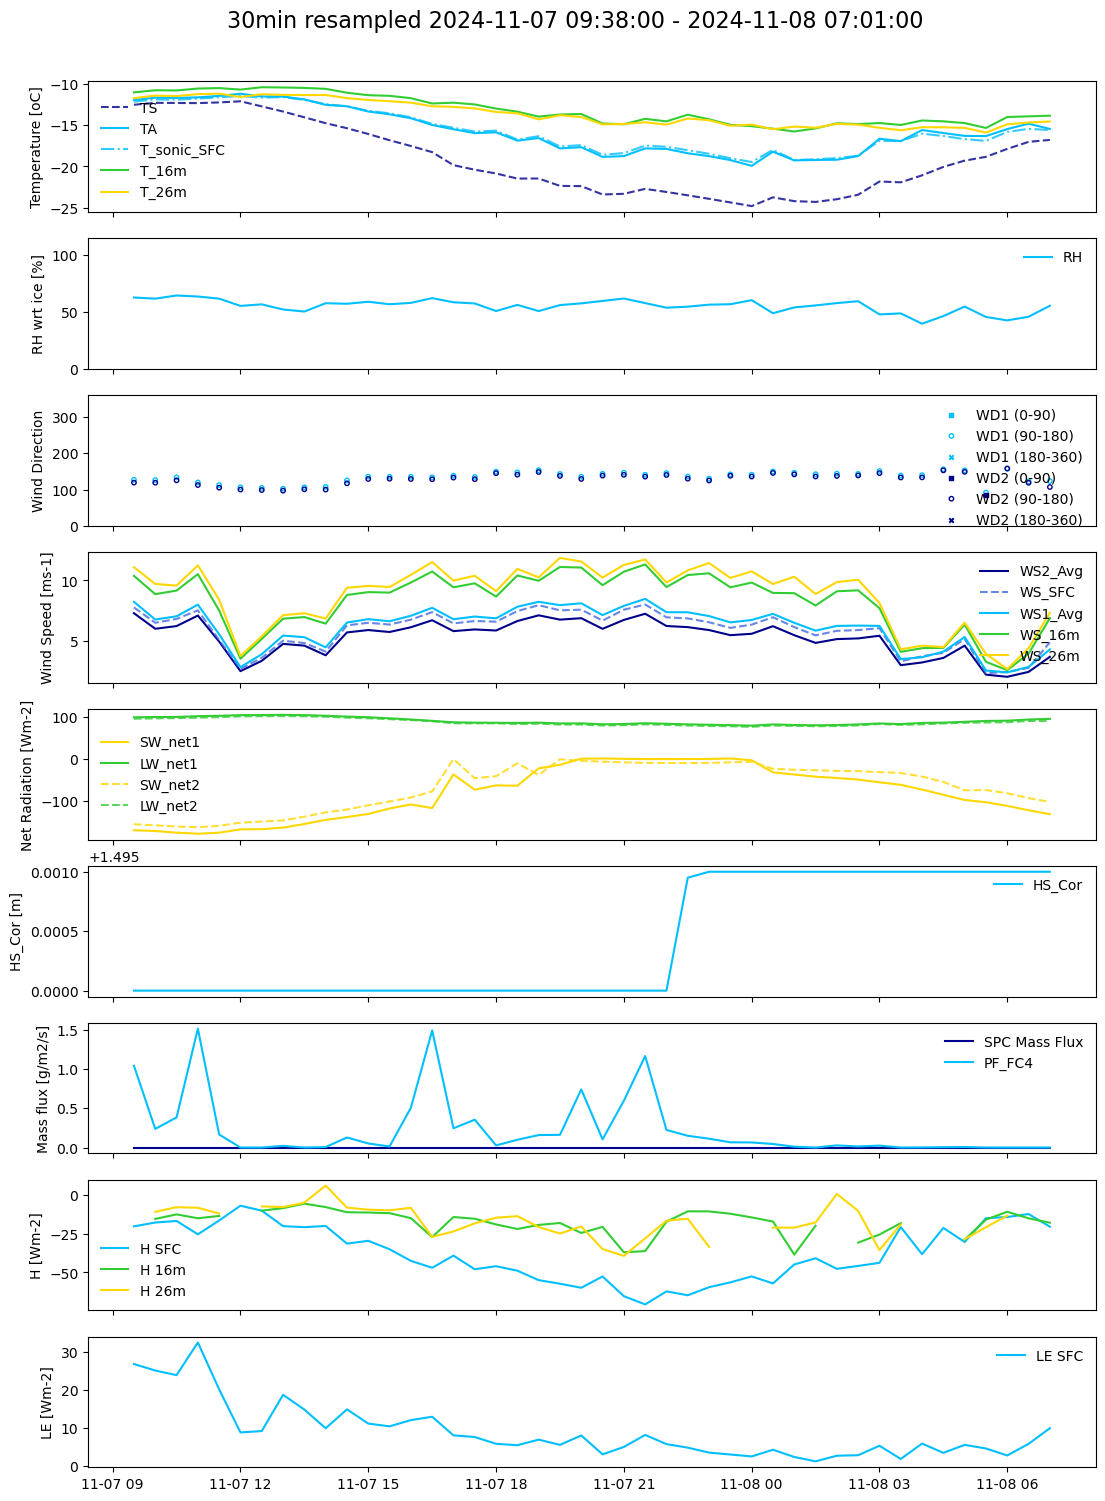 30min resampled 2024-11-07 09:38:00 - 2024-11-08 07:01:00
Temperature [oC]
−10
−15
−20
−25
TS
TA
T_sonic_SFC
T_16m
T_26m
RH wrt ice [%]
100
50
0
RH
Wind Direction
300
200
100
0
WD1 (0-90)
WD1 (90-180)
WD1 (180-360)
WD2 (0-90)
WD2 (90-180)
WD2 (180-360)
Wind Speed [ms-1]
10
5
WS2_Avg
WS_SFC
WS1_Avg
WS_16m
WS_26m
Net Radiation [Wm-2]
100
0
−100
SW_net1
LW_net1
SW_net2
LW_net2
+1.495
HS_Cor [m]
0.0010
0.0005
0.0000
HS_Cor
Mass flux [g/m2/s]
1.5
1.0
0.5
0.0
SPC Mass Flux
PF_FC4
H [Wm-2]
0
−25
−50
H SFC
H 16m
H 26m
LE [Wm-2]
30
20
10
0
LE SFC
11-07 09
11-07 12
11-07 15
11-07 18
11-07 21
11-08 00
11-08 03
11-08 06